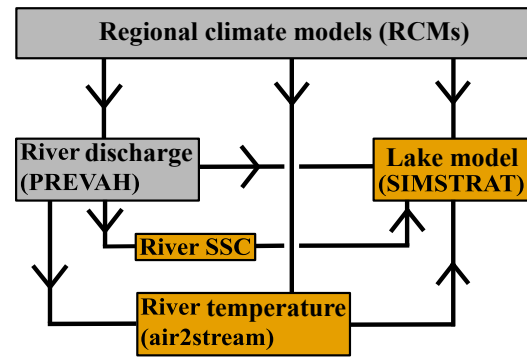 Regional climate models (RCMs)
River discharge
(PREVAH)
Lake model
(SIMSTRAT)
River SSC
River temperature
(air2stream)